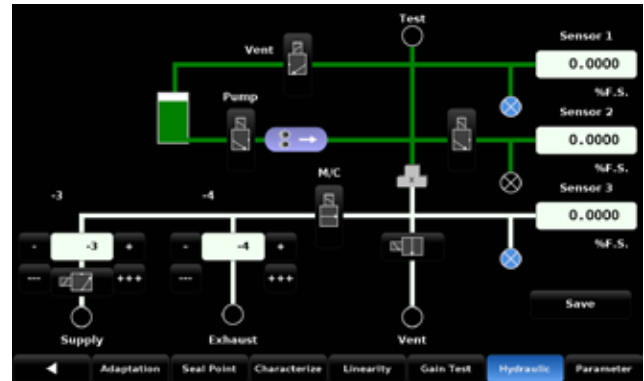 Test
Sensor 1
Vent
0.0000
%F.S.
Pump
Sensor 2
0.0000
%F.S.
M/C
Sensor 3
-3
-4
0.0000
%F.S.
- -3 + - -4 +
--- +++ --- +++
Save
Supply Exhaust Vent
Adaptation Seal Point Characterize Linearity Gain Test Hydraulic Parameter